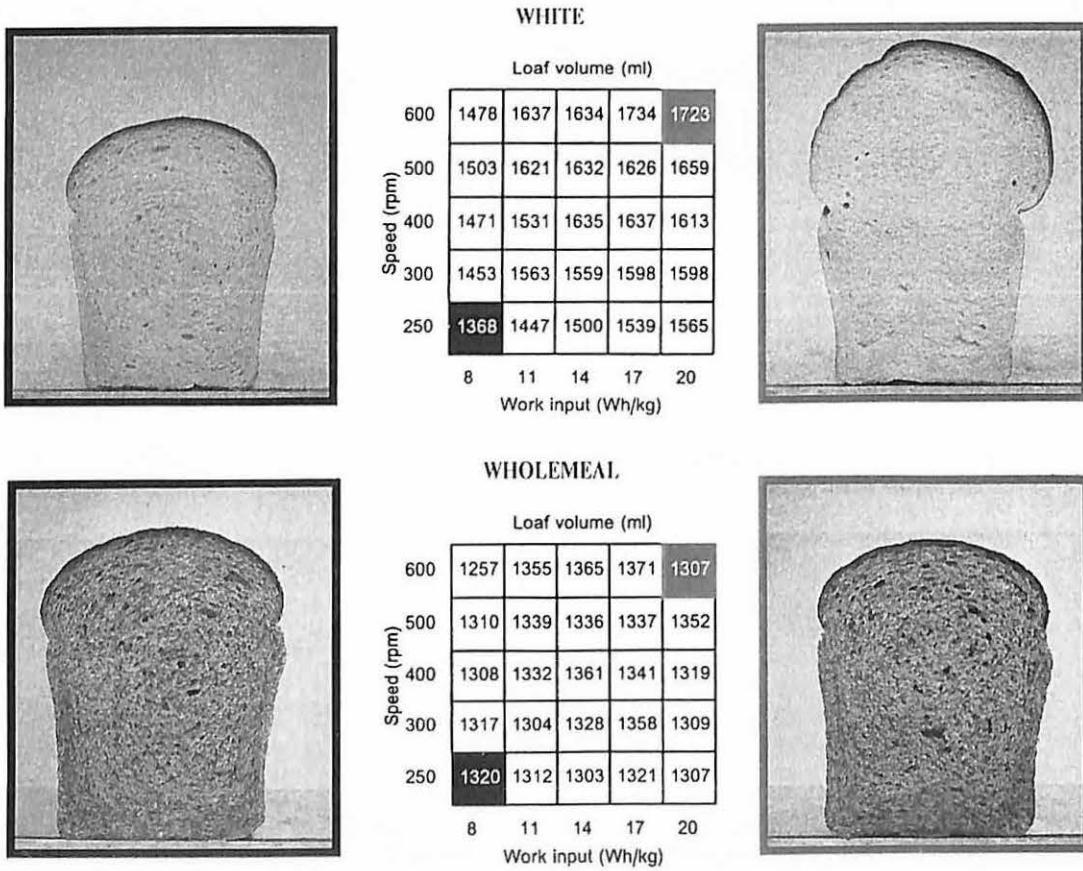 WHITE
Loaf volume (ml)
Speed (rpm)
600 1478 1637 1634 1734 1723
500 1503 1621 1632 1626 1659
400 1471 1531 1635 1637 1613
300 1453 1563 1559 1598 1598
250 1368 1447 1500 1539 1565
8 11 14 17 20
Work input (Wh/kg)
WHOLEMEAL
Loaf volume (ml)
Speed (rpm)
600 1257 1355 1365 1371 1307
500 1310 1339 1336 1337 1352
400 1308 1332 1361 1341 1319
300 1317 1304 1328 1358 1309
250 1320 1312 1303 1321 1307
8 11 14 17 20
Work input (Wh/kg)